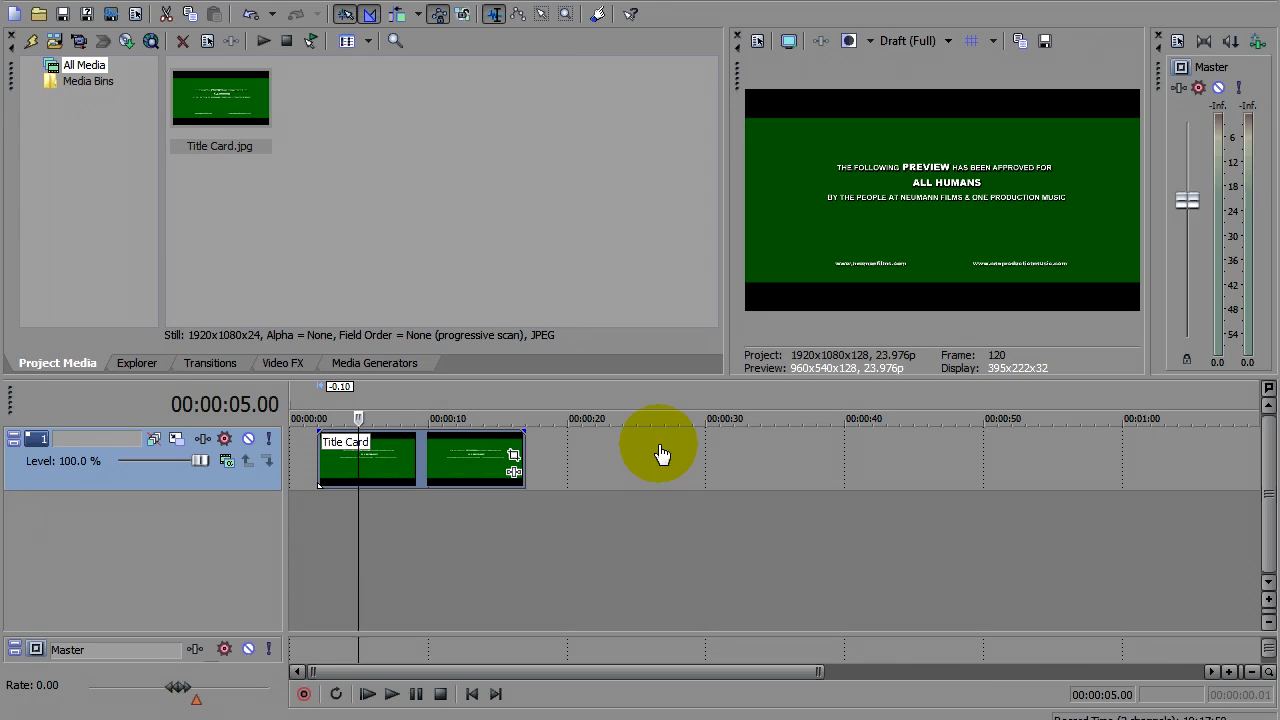 Draft (Full)
All Media
Media Bins
Title Card.jpg
Still: 1920x1080x24, Alpha = None, Field Order = None (progressive scan), JPEG
Project Media
Explorer
Transitions
Video FX
Media Generators
THE FOLLOWING PREVIEW HAS BEEN APPROVED FOR
ALL HUMANS
BY THE PEOPLE AT NEUMANN FILMS & ONE PRODUCTION MUSIC
www.neumannfilms.com www.oneproductionmusic.com
Project: 1920x1080x128, 23.976p Frame: 120
Preview: 960x540x128, 23.976p Display: 395x222x32
Master
-Inf. -Inf.
6
12
18
24
30
36
42
48
54
0.0 0.0
-0.10
00:00:05.00
00:00:00 00:00:10 00:00:20 00:00:30 00:00:40 00:00:50 00:01:00
1
Title Card
Level: 100.0 %
Master
Rate: 0.00
00:00:05.00
00:00:00.01